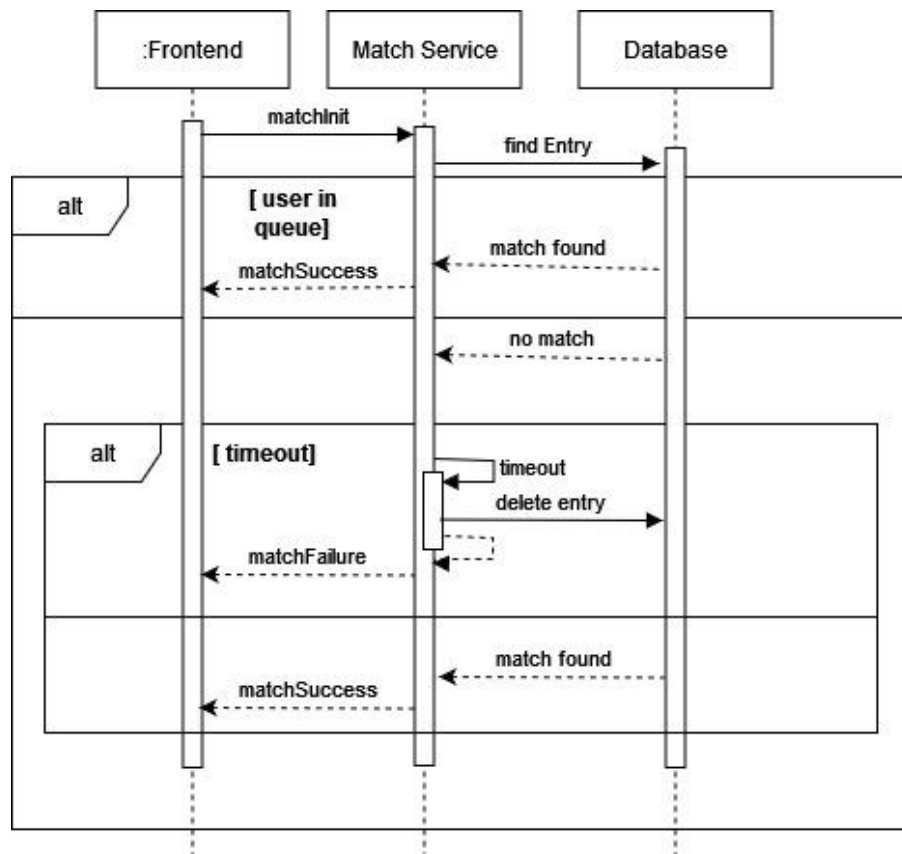 :Frontend
Match Service
Database
matchInit
find Entry
alt
[ user in
queue]
match found
matchSuccess
no match
alt
[ timeout]
timeout
delete entry
matchFailure
match found
matchSuccess